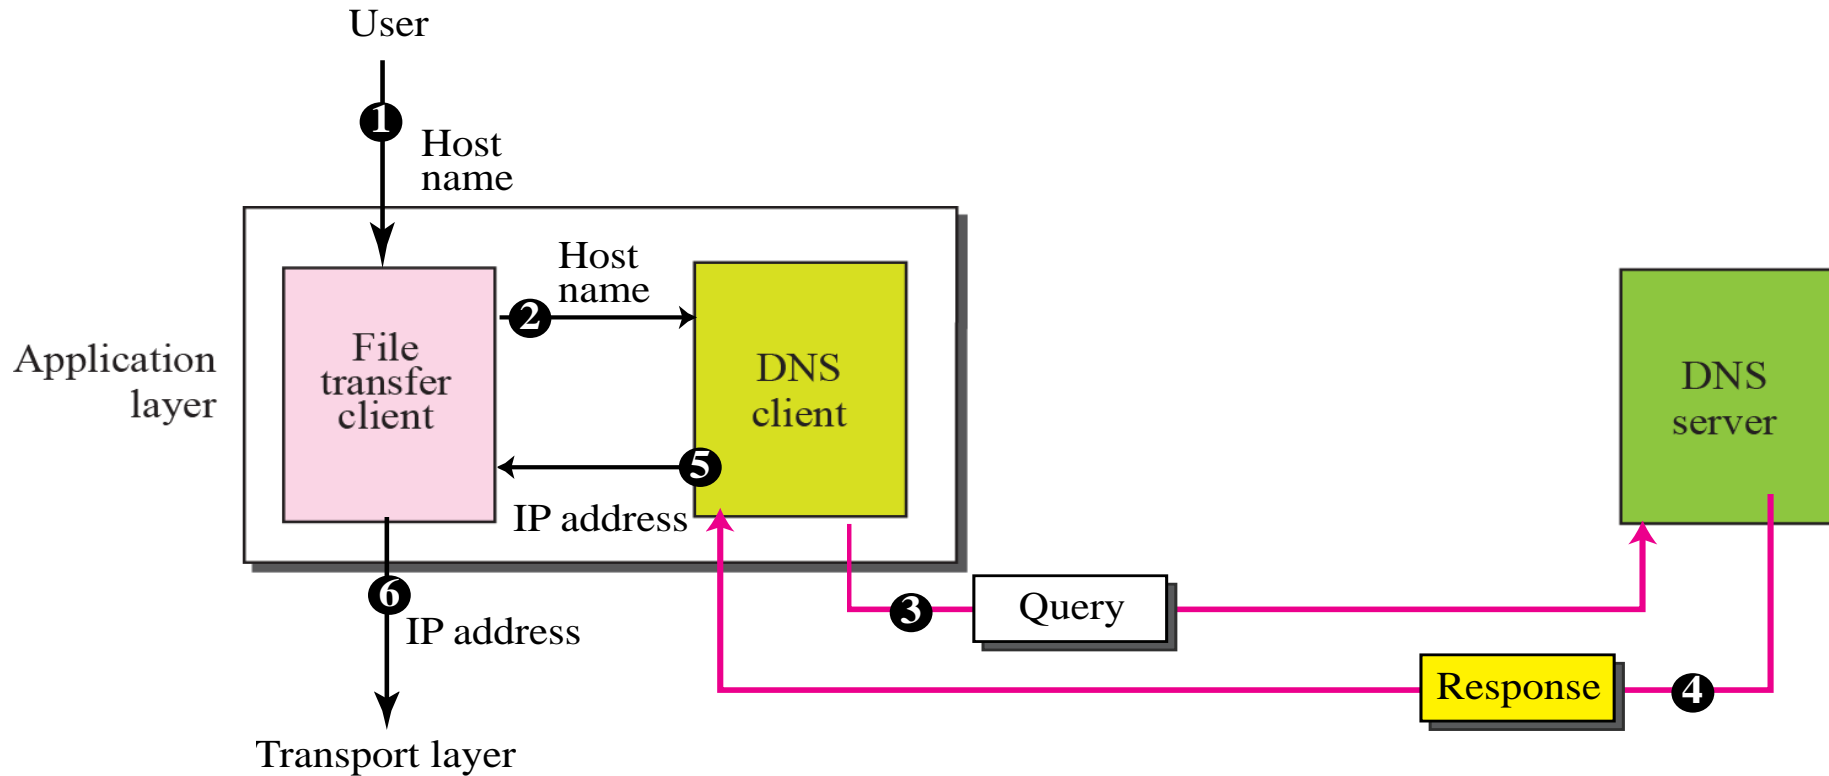 User
1
Host
name
Host
name
2
File
transfer
client
DNS
client
Application
layer
DNS
server
5
IP address
6
IP address
3
Query
Response
4
Transport layer